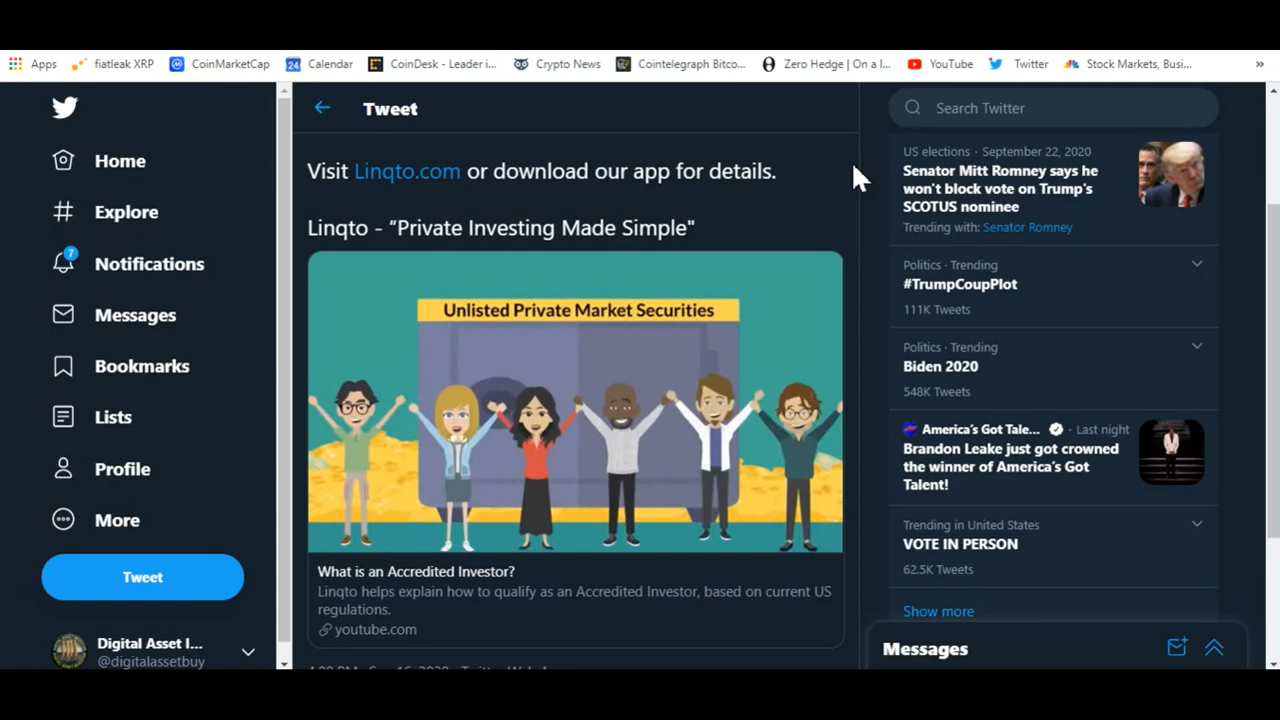 Apps
fiatleak XRP
CoinMarketCap
24
Calendar
CoinDesk - Leader i...
Crypto News
Cointelegraph Bitco...
Zero Hedge | On a l...
YouTube
Twitter
Stock Markets, Busi...
»
Home
Explore
7
Notifications
Messages
Bookmarks
Lists
Profile
More
Tweet
Digital Asset I...
@digitalassetbuy
Tweet
Visit Linqto.com or download our app for details.
Linqto - “Private Investing Made Simple"
Unlisted Private Market Securities
What is an Accredited Investor?
Linqto helps explain how to qualify as an Accredited Investor, based on current US
regulations.
youtube.com
Search Twitter
US elections · September 22, 2020
Senator Mitt Romney says he
won't block vote on Trump's
SCOTUS nominee
Trending with: Senator Romney
Politics · Trending
#TrumpCoupPlot
111K Tweets
Politics · Trending
Biden 2020
548K Tweets
America's Got Tale... · Last night
Brandon Leake just got crowned
the winner of America's Got
Talent!
Trending in United States
VOTE IN PERSON
62.5K Tweets
Show more
Messages